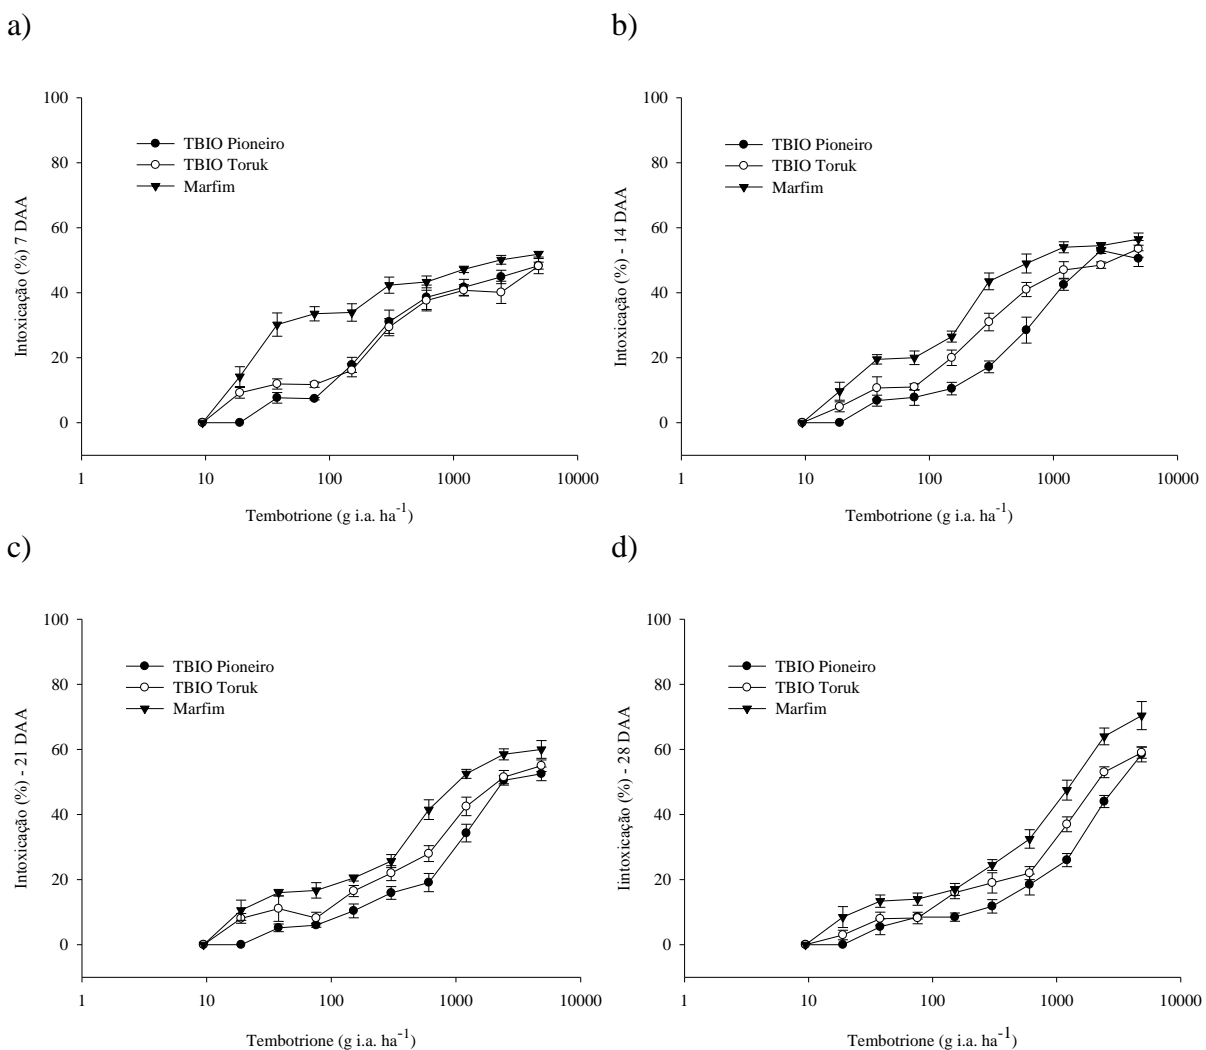 a)
100
80
60
40
20
0
Intoxicação (%) 7 DAA
TBIO Pioneiro
TBIO Toruk
Marfim
1 10 100 1000 10000
Tembotrione (g i.a. ha-1)
b)
100
80
60
40
20
0
Intoxicação (%) - 14 DAA
TBIO Pioneiro
TBIO Toruk
Marfim
1 10 100 1000 10000
Tembotrione (g i.a. ha-1)
c)
100
80
60
40
20
0
Intoxicação (%) - 21 DAA
TBIO Pioneiro
TBIO Toruk
Marfim
1 10 100 1000 10000
Tembotrione (g i.a. ha-1)
d)
100
80
60
40
20
0
Iintoxicação (%) - 28 DAA
TBIO Pioneiro
TBIO Toruk
Marfim
1 10 100 1000 10000
Tembotrione (g i.a. ha-1)